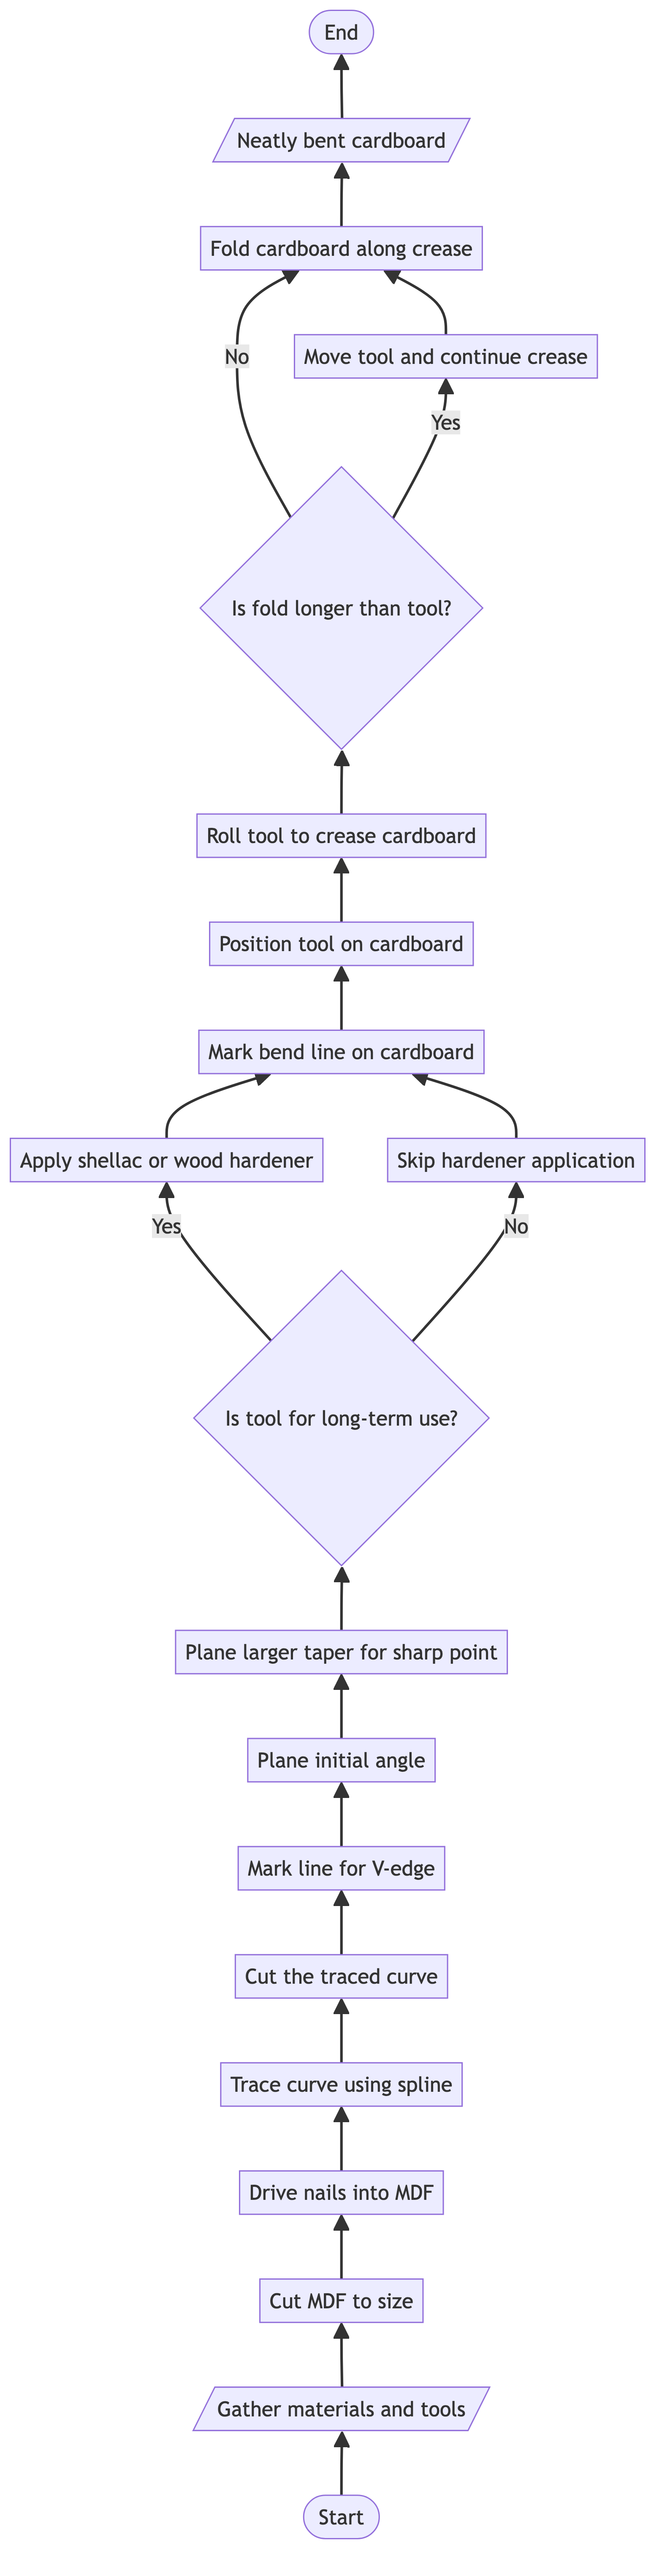 End
Neatly bent cardboard
Fold cardboard along crease
No
Move tool and continue crease
Yes
Is fold longer than tool?
Roll tool to crease cardboard
Position tool on cardboard
Mark bend line on cardboard
Apply shellac or wood hardener
Skip hardener application
Yes
No
Is tool for long-term use?
Plane larger taper for sharp point
Plane initial angle
Mark line for V-edge
Cut the traced curve
Trace curve using spline
Drive nails into MDF
Cut MDF to size
Gather materials and tools
Start